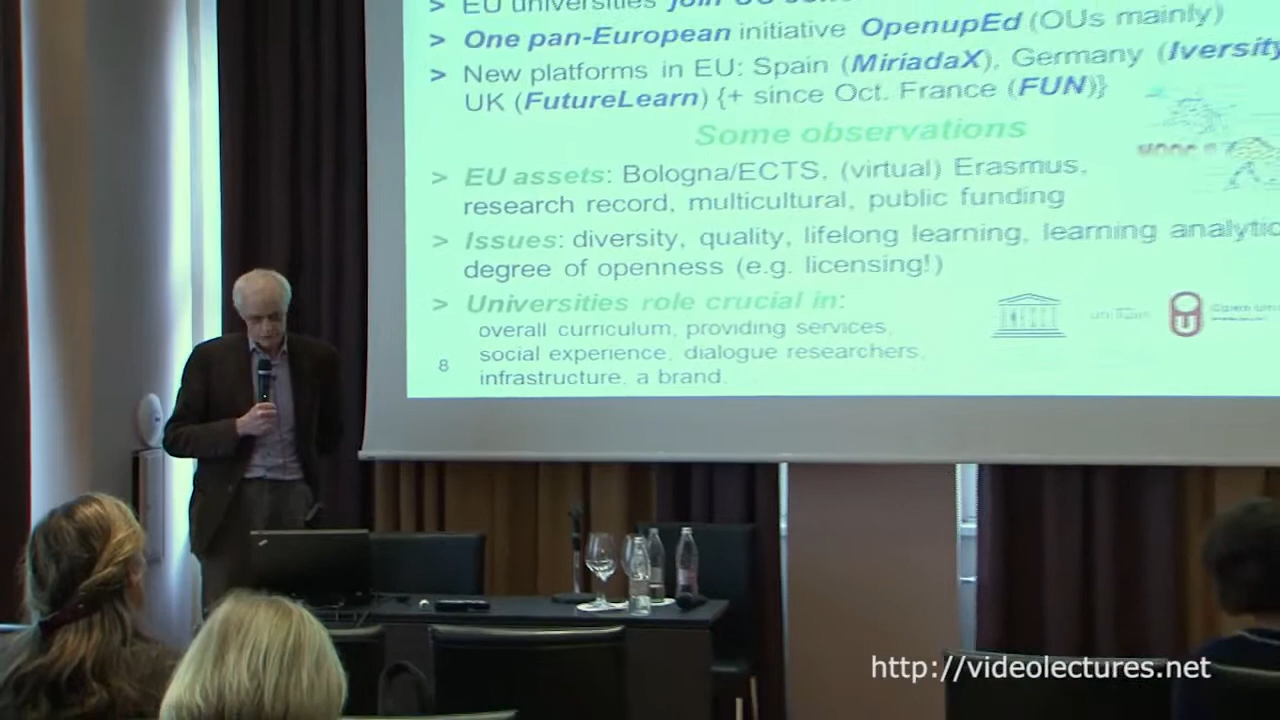 > EU universities join
> One pan-European initiative OpenupEd (OUs mainly)
> New platforms in EU: Spain (MiriadaX), Germany (Iversity
UK (FutureLearn) {+ since Oct. France (FUN)}
Some observations
> EU assets: Bologna/ECTS, (virtual) Erasmus,
research record, multicultural, public funding
> Issues: diversity, quality, lifelong learning, learning analytic
degree of openness (e.g. licensing!)
> Universities role crucial in:
overall curriculum, providing services,
social experience, dialogue researchers,
infrastructure, a brand.
8
http://videolectures.net